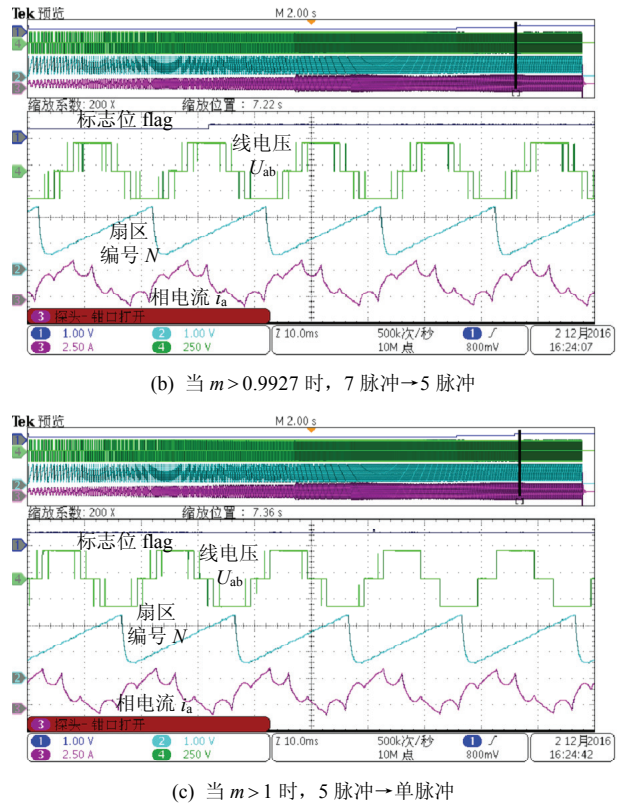 Tek 预览 M 2.00 s
缩放系数: 200 X 缩放位置: 7.22 s
标志位 flag
线电压
Uab
扇区
编号 N
相电流 ia
3 探头- 钳口打开
1 1.00 V 2 1.00 V Z 10.0ms 500k次/秒 1 2 12月2016
3 2.50 A 4 250 V 10M 点 800mV 16:24:07
(b) 当 m>0.9927 时，7 脉冲→5 脉冲
Tek 预览 M 2.00 s
缩放系数: 200 X 缩放位置: 7.36 s
标志位 flag
线电压
Uab
扇区
编号 N
相电流 ia
3 探头- 钳口打开
1 1.00 V 2 1.00 V Z 10.0ms 500k次/秒 1 2 12月2016
3 2.50 A 4 250 V 10M 点 800mV 16:24:42
(c) 当 m>1 时，5 脉冲→单脉冲